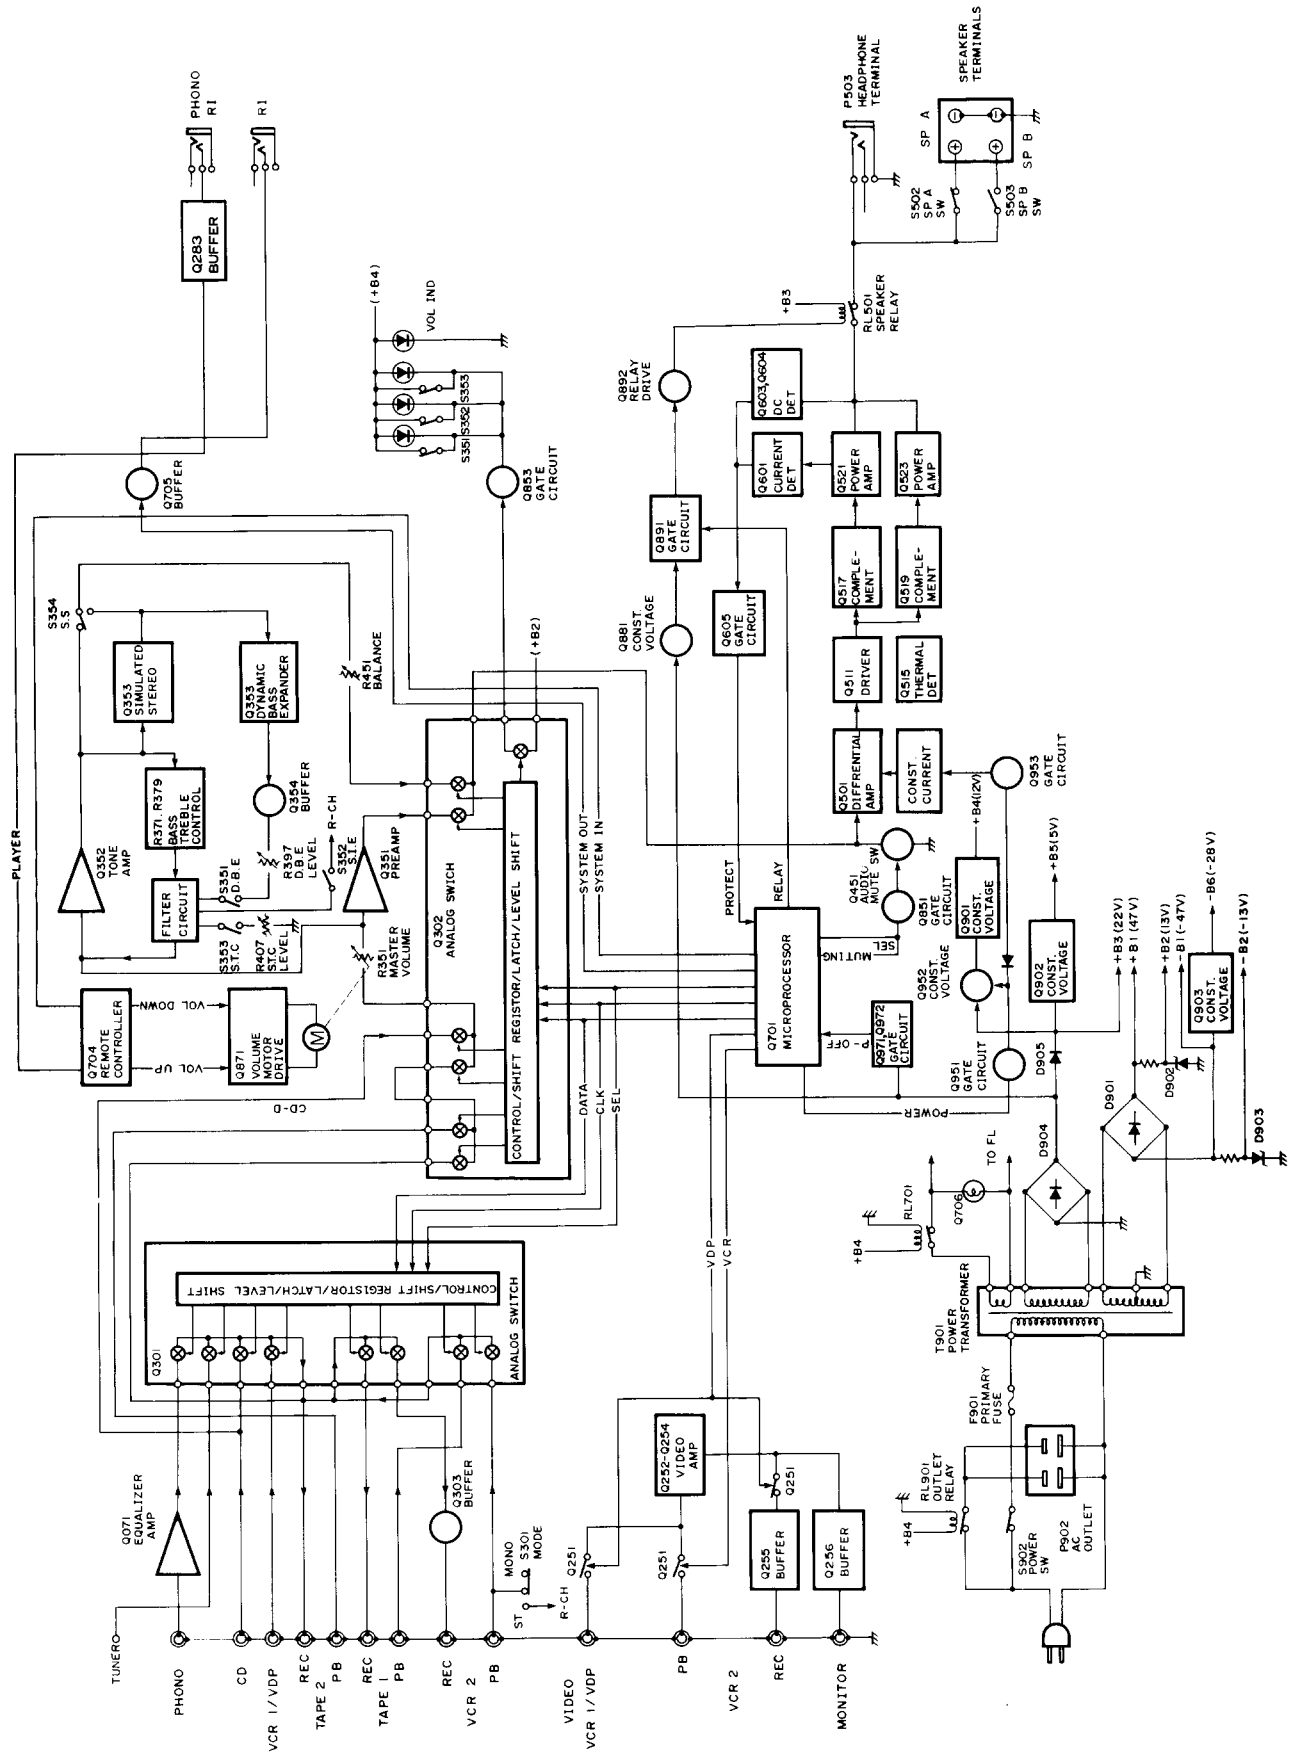 PLAYER
Q352
TONE
AMP
R371, R379
BASS
TREBLE
CONTROL
Q353
SIMULATED
STEREO
S354
S.S
Q353
DYNAMIC
BASS
EXPANDER
Q354
BUFFER
FILTER
CIRCUIT
S351
D.B.E
R397
D.B.E
LEVEL
R-CH
S353
S.T.C
R407
S.T.C
LEVEL
S352
S.I.E
Q351
PREAMP
R351
MASTER
VOLUME
R451
BALANCE
Q704
REMOTE
CONTROLLER
VOL DOWN
VOL UP
Q871
VOLUME
MOTOR
DRIVE
M
CD-D
Q705
BUFFER
Q283
BUFFER
PHONO
RI
RI
(+B4)
VOL IND
S351
S352
S353
Q853
GATE
CIRCUIT
Q302
ANALOG SWICH
CONTROL/SHIFT REGISTOR/LATCH/LEVEL SHIFT
(+B2)
SYSTEM OUT
SYSTEM IN
DATA
CLK
SEL
Q301
CONTROL/SHIFT REGISTOR/LATCH/LEVEL SHIFT
ANALOG SWITCH
Q071
EQUALIZER
AMP
Q303
BUFFER
MONO
ST
S301
MODE
R-CH
TUNER
PHONO
CD
VCR 1/VDP
REC
TAPE 2
PB
REC
TAPE 1
PB
REC
VCR 2
PB
VIDEO
VCR 1/VDP
PB
VCR 2
REC
MONITOR
Q251
Q251
Q251
Q252-Q254
VIDEO
AMP
Q255
BUFFER
Q256
BUFFER
VDP
VCR
Q701
MICROPROCESSOR
PROTECT
RELAY
MUTING
SEL
P-OFF
POWER
Q971, Q972
GATE
CIRCUIT
Q881
CONST.
VOLTAGE
Q891
GATE
CIRCUIT
Q892
RELAY
DRIVE
Q605
GATE
CIRCUIT
Q601
CURRENT
DET
Q603, Q604
DC
DET
+B3
RL501
SPEAKER
RELAY
P503
HEADPHONE
TERMINAL
SPEAKER
TERMINALS
SP A
SP B
S502
SP A
SW
S503
SP B
SW
Q451
AUDIO
MUTE SW
Q851
GATE
CIRCUIT
Q501
DIFFRENTIAL
AMP
CONST.
CURRENT
Q511
DRIVER
Q515
THERMAL
DET
Q517
COMPLE-
MENT
Q519
COMPLE-
MENT
Q521
POWER
AMP
Q523
POWER
AMP
Q953
GATE
CIRCUIT
Q901
CONST.
VOLTAGE
+B4(12V)
Q952
CONST.
VOLTAGE
Q951
GATE
CIRCUIT
Q902
CONST.
VOLTAGE
+B5(5V)
D905
+B3(22V)
+B1(47V)
+B2(13V)
-B1(-47V)
Q903
CONST.
VOLTAGE
-B6(-28V)
-B2(-13V)
D901
D902
D903
D904
TO FL
Q706
RL701
+B4
T901
POWER
TRANSFORMER
F901
PRIMARY
FUSE
RL901
OUTLET
RELAY
+B4
S902
POWER
SW
P902
AC
OUTLET